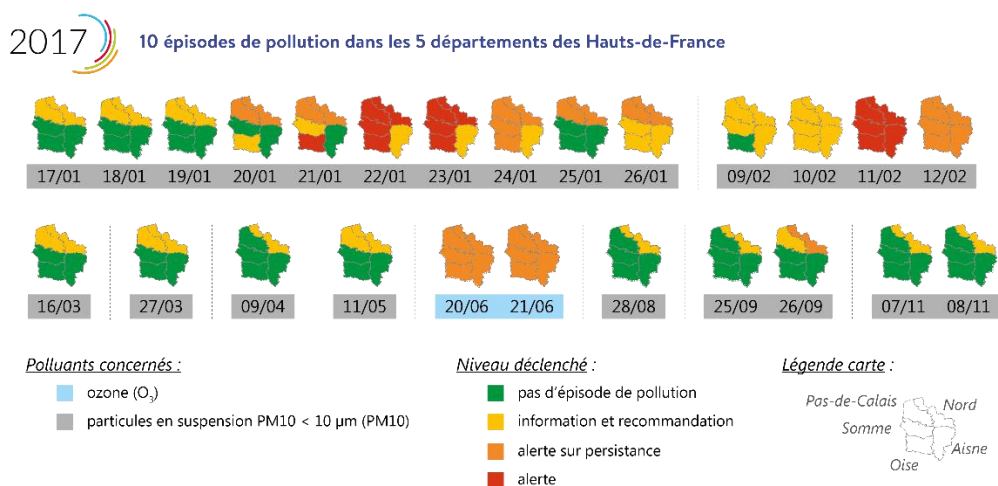 2017
10 épisodes de pollution dans les 5 départements des Hauts-de-France
17/01 18/01 19/01 20/01 21/01 22/01 23/01 24/01 25/01 26/01 09/02 10/02 11/02 12/02
16/03 27/03 09/04 11/05 20/06 21/06 28/08 25/09 26/09 07/11 08/11
Polluants concernés :
ozone (O₃)
particules en suspension PM10 < 10 µm (PM10)
Niveau déclenché :
pas d'épisode de pollution
information et recommandation
alerte sur persistance
alerte
Légende carte :
Pas-de-Calais
Nord
Somme
Aisne
Oise